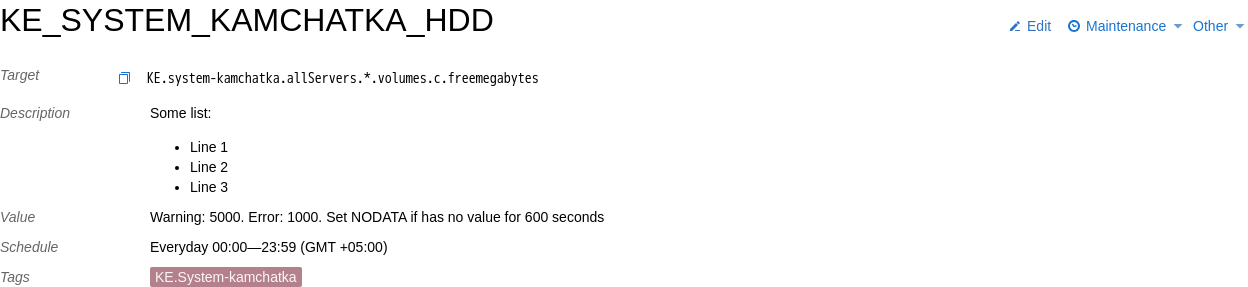 KE_SYSTEM_KAMCHATKA_HDD
Edit Maintenance Other
Target KE.system-kamchatka.allServers.*.volumes.c.freemegabytes
Description Some list:
• Line 1
• Line 2
• Line 3
Value Warning: 5000. Error: 1000. Set NODATA if has no value for 600 seconds
Schedule Everyday 00:00—23:59 (GMT +05:00)
Tags KE.System-kamchatka